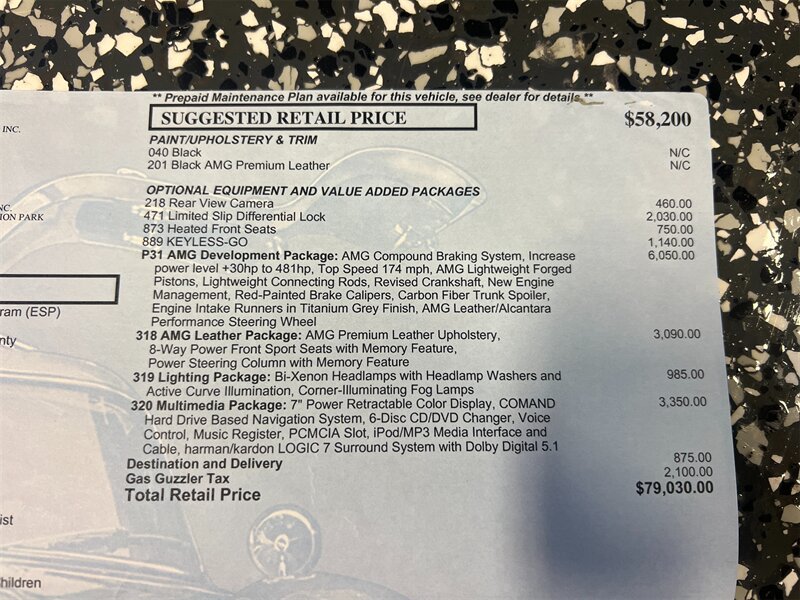 ** Prepaid Maintenance Plan available for this vehicle, see dealer for details **
SUGGESTED RETAIL PRICE $58,200
INC.
PAINT/UPHOLSTERY & TRIM
040 Black N/C
201 Black AMG Premium Leather N/C
OPTIONAL EQUIPMENT AND VALUE ADDED PACKAGES
218 Rear View Camera 460.00
NC.
471 Limited Slip Differential Lock 2,030.00
ION PARK
873 Heated Front Seats 750.00
889 KEYLESS-GO 1,140.00
P31 AMG Development Package: AMG Compound Braking System, Increase 6,050.00
power level +30hp to 481hp, Top Speed 174 mph, AMG Lightweight Forged
Pistons, Lightweight Connecting Rods, Revised Crankshaft, New Engine
Management, Red-Painted Brake Calipers, Carbon Fiber Trunk Spoiler,
Engine Intake Runners in Titanium Grey Finish, AMG Leather/Alcantara
Performance Steering Wheel
ram (ESP)
318 AMG Leather Package: AMG Premium Leather Upholstery, 3,090.00
nty
8-Way Power Front Sport Seats with Memory Feature,
Power Steering Column with Memory Feature
319 Lighting Package: Bi-Xenon Headlamps with Headlamp Washers and 985.00
Active Curve Illumination, Corner-Illuminating Fog Lamps
320 Multimedia Package: 7" Power Retractable Color Display, COMAND 3,350.00
Hard Drive Based Navigation System, 6-Disc CD/DVD Changer, Voice
Control, Music Register, PCMCIA Slot, iPod/MP3 Media Interface and
Cable, harman/kardon LOGIC 7 Surround System with Dolby Digital 5.1
Destination and Delivery 875.00
Gas Guzzler Tax 2,100.00
Total Retail Price $79,030.00
ist
hildren